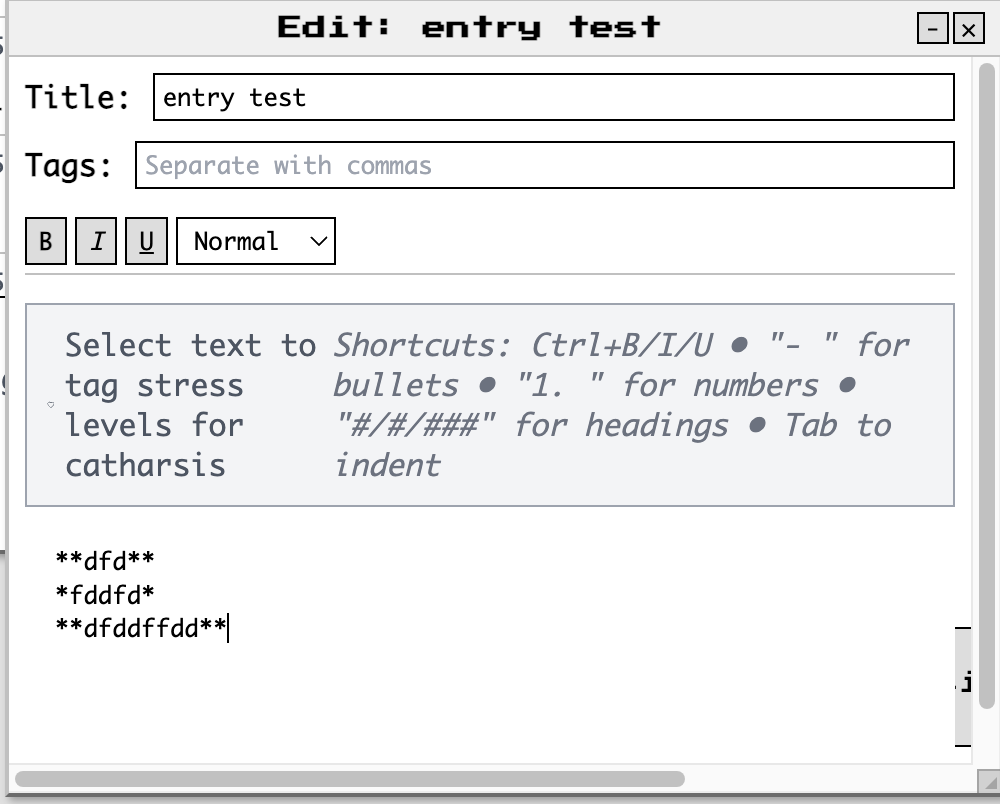 Edit: entry test
Title: entry test
Tags: Separate with commas
B I U Normal
Select text to
tag stress
levels for
catharsis
Shortcuts: Ctrl+B/I/U ● "- " for
bullets ● "1. " for numbers ●
"#/#/###" for headings ● Tab to
indent
**dfd**
*fddfd*
**dfddffdd**